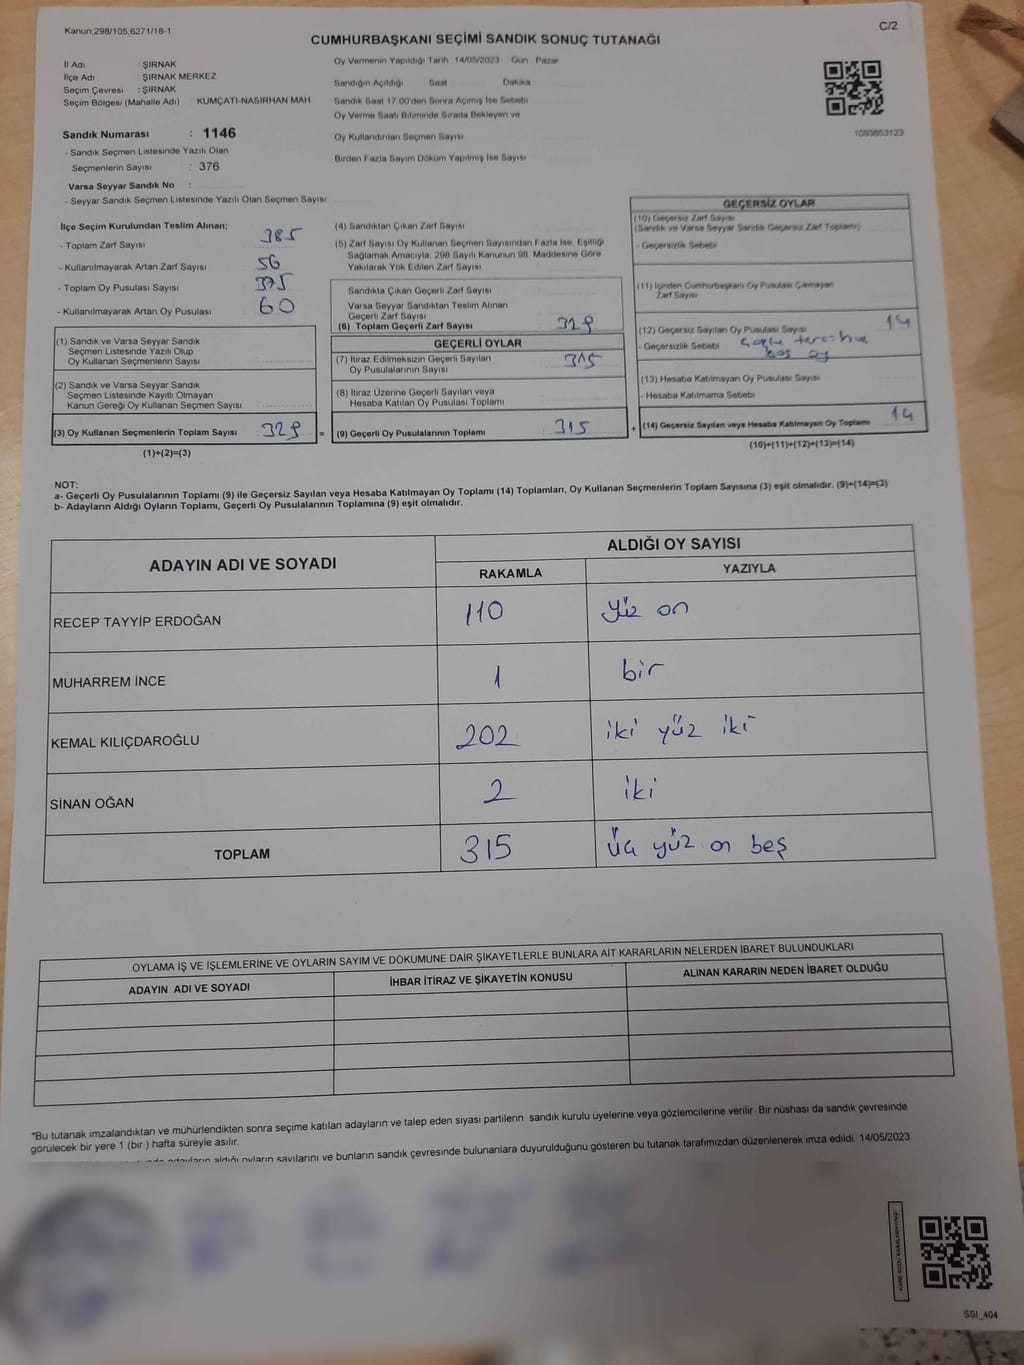 Kanun;298/105;6271/18-1
C/2
CUMHURBAŞKANI SEÇİMİ SANDIK SONUÇ TUTANAĞI
İl Adı ŞIRNAK
İlçe Adı ŞIRNAK MERKEZ
Seçim Çevresi : ŞIRNAK
Seçim Bölgesi (Mahalle Adı) KUMÇATI-NASIRHAN MAH
Sandık Numarası : 1146
- Sandık Seçmen Listesinde Yazılı Olan
Seçmenlerin Sayısı : 376
Varsa Seyyar Sandık No :
- Seyyar Sandık Seçmen Listesinde Yazılı Olan Seçmen Sayısı
Oy Vermenin Yapıldığı Tarih 14/05/2023 Gün Pazar
Sandığın Açıldığı Saat Dakika
Sandık Saat 17.00'den Sonra Açımış İse Sebebi
Oy Verme Saati Bitiminde Sırada Bekleyen ve
Oy Kullandırılan Seçmen Sayısı
Birden Fazla Sayım Döküm Yapılmış İse Sayısı
1093853123
İlçe Seçim Kurulundan Teslim Alınan;
- Toplam Zarf Sayısı 385
- Kullanılmayarak Artan Zarf Sayısı 56
- Toplam Oy Pusulası Sayısı 375
- Kullanılmayarak Artan Oy Pusulası 60
(1) Sandık ve Varsa Seyyar Sandık
Seçmen Listesinde Yazılı Olup
Oy Kullanan Seçmenlerin Sayısı
(2) Sandık ve Varsa Seyyar Sandık
Seçmen Listesinde Kayıtlı Olmayan
Kanun Gereği Oy Kullanan Seçmen Sayısı
(3) Oy Kullanan Seçmenlerin Toplam Sayısı : 329 =
(1)+(2)=(3)
(4) Sandıktan Çıkan Zarf Sayısı
(5) Zarf Sayısı Oy Kullanan Seçmen Sayısından Fazla İse, Eşitliği
Sağlamak Amacıyla, 298 Sayılı Kanunun 98. Maddesine Göre
Yakılarak Yok Edilen Zarf Sayısı
Sandıkta Çıkan Geçerli Zarf Sayısı
Varsa Seyyar Sandıktan Teslim Alınan
Geçerli Zarf Sayısı
(6) Toplam Geçerli Zarf Sayısı 329
GEÇERLİ OYLAR
(7) İtiraz Edilmeksizin Geçerli Sayılan
Oy Pusulalarının Sayısı 315
(8) İtiraz Üzerine Geçerli Sayılan veya
Hesaba Katılan Oy Pusulası Toplamı
(9) Geçerli Oy Pusulalarının Toplamı 315 +
GEÇERSİZ OYLAR
(10) Geçersiz Zarf Sayısı
(Sandık ve Varsa Seyyar Sandık Geçersiz Zarf Toplamı)
- Geçersizlik Sebebi
(11) İçinden Cumhurbaşkanı Oy Pusulası Çıkmayan
Zarf Sayısı
(12) Geçersiz Sayılan Oy Pusulası Sayısı 14
- Geçersizlik Sebebi tercihve
boş oy
(13) Hesaba Katılmayan Oy Pusulası Sayısı
- Hesaba Katılmama Sebebi
(14) Geçersiz Sayılan veya Hesaba Katılmayan Oy Toplamı 14
(10)+(11)+(12)+(13)=(14)
NOT:
a- Geçerli Oy Pusulalarının Toplamı (9) ile Geçersiz Sayılan veya Hesaba Katılmayan Oy Toplamı (14) Toplamları, Oy Kullanan Seçmenlerin Toplam Sayısına (3) eşit olmalıdır. (9)+(14)=(3)
b- Adayların Aldığı Oyların Toplamı, Geçerli Oy Pusulalarının Toplamına (9) eşit olmalıdır.
ADAYIN ADI VE SOYADI ALDIĞI OY SAYISI
RAKAMLA YAZIYLA
RECEP TAYYİP ERDOĞAN 110 yüz on
MUHARREM İNCE 1 bir
KEMAL KILIÇDAROĞLU 202 iki yüz iki
SİNAN OĞAN 2 iki
TOPLAM 315 üç yüz on beş
OYLAMA İŞ VE İŞLEMLERİNE VE OYLARIN SAYIM VE DÖKÜMÜNE DAİR ŞİKAYETLERLE BUNLARA AİT KARARLARIN NELERDEN İBARET BULUNDUKLARI
ADAYIN ADI VE SOYADI İHBAR İTİRAZ VE ŞİKAYETİN KONUSU ALINAN KARARIN NEDEN İBARET OLDUĞU
*Bu tutanak imzalandıktan ve mühürlendikten sonra seçime katılan adayların ve talep eden siyasi partilerin sandık kurulu üyelerine veya gözlemcilerine verilir. Bir nüshası da sandık çevresinde
görülecek bir yere 1 (bir ) hafta süreyle asılır.
adayların aldığı oyların sayılarını ve bunların sandık çevresinde bulunanlara duyurulduğunu gösteren bu tutanak tarafımızdan düzenlenerek imza edildi. 14/05/2023
SSI_404